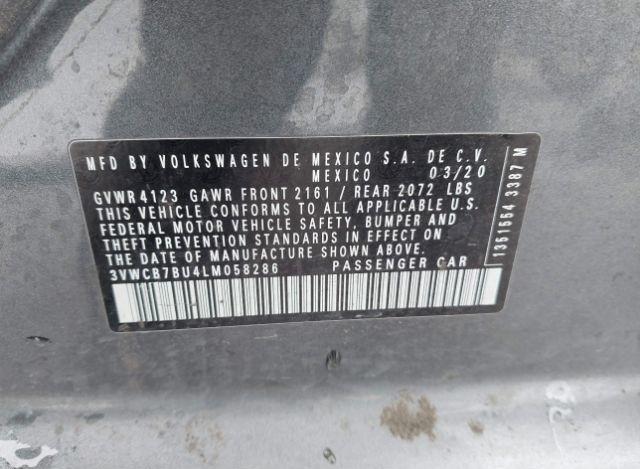 MFD BY VOLKSWAGEN DE MEXICO S.A. DE C.V.
MEXICO 03/20
GVWR 4123 GAWR FRONT 2161 / REAR 2072 LBS
THIS VEHICLE CONFORMS TO ALL APPLICABLE U.S.
FEDERAL MOTOR VEHICLE SAFETY, BUMPER AND
THEFT PREVENTION STANDARDS IN EFFECT ON
THE DATE OF MANUFACTURE SHOWN ABOVE.
3VWCB7BU4LM058286 PASSENGER CAR
1351554 3387 M